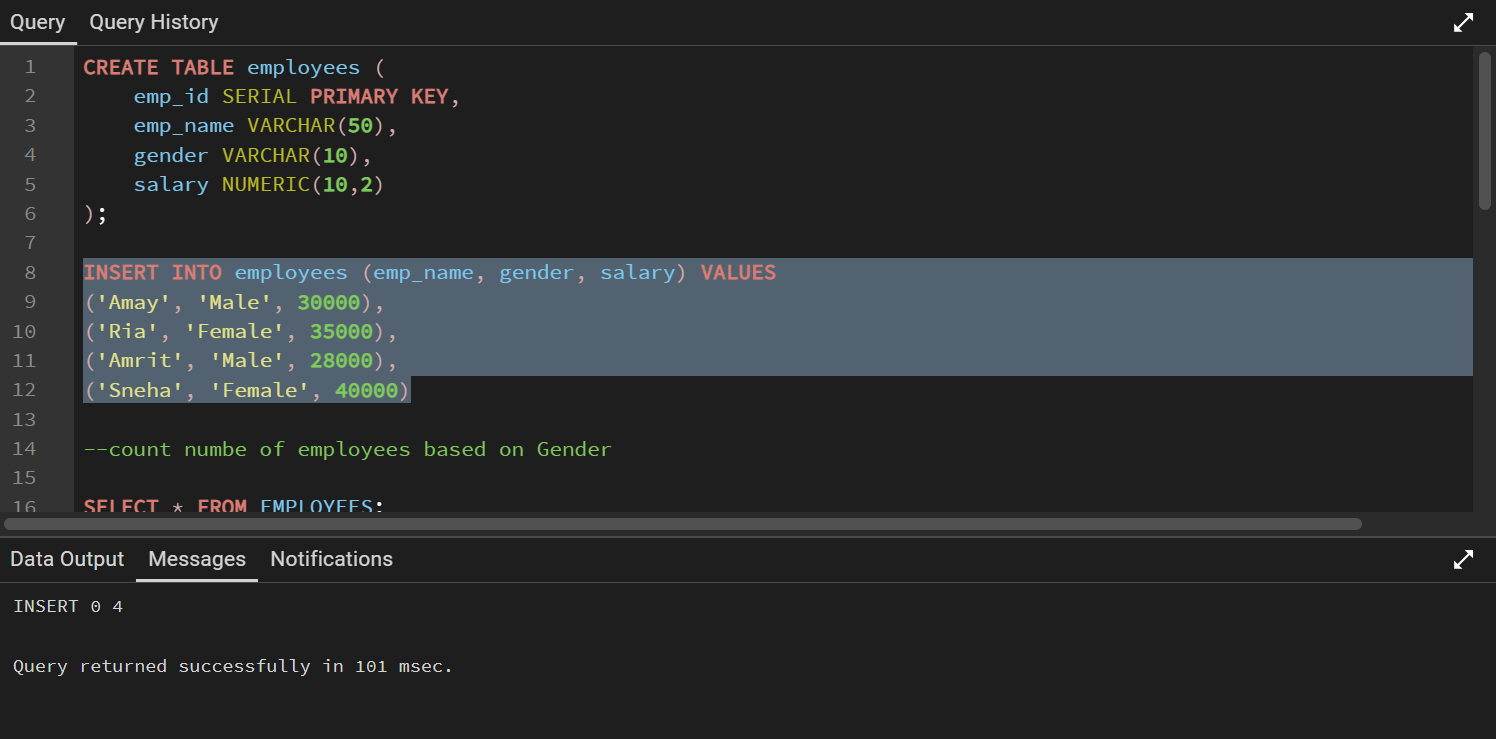 Query Query History
1 CREATE TABLE employees (
2     emp_id SERIAL PRIMARY KEY,
3     emp_name VARCHAR(50),
4     gender VARCHAR(10),
5     salary NUMERIC(10,2)
6 );
7
8 INSERT INTO employees (emp_name, gender, salary) VALUES
9 ('Amay', 'Male', 30000),
10 ('Ria', 'Female', 35000),
11 ('Amrit', 'Male', 28000),
12 ('Sneha', 'Female', 40000)
13
14 --count numbe of employees based on Gender
15
16 SELECT * FROM EMPLOYEES;
Data Output Messages Notifications
INSERT 0 4
Query returned successfully in 101 msec.